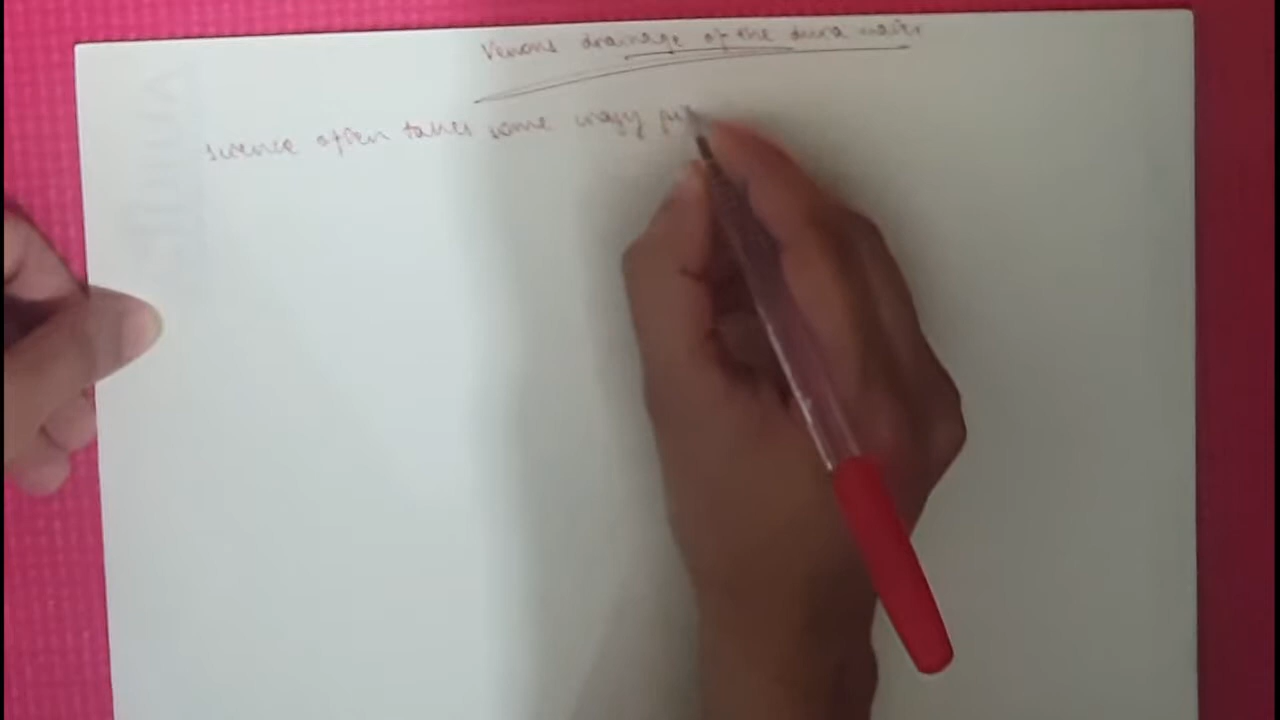 Venous drainage of the dura mater
science often takes some crazy